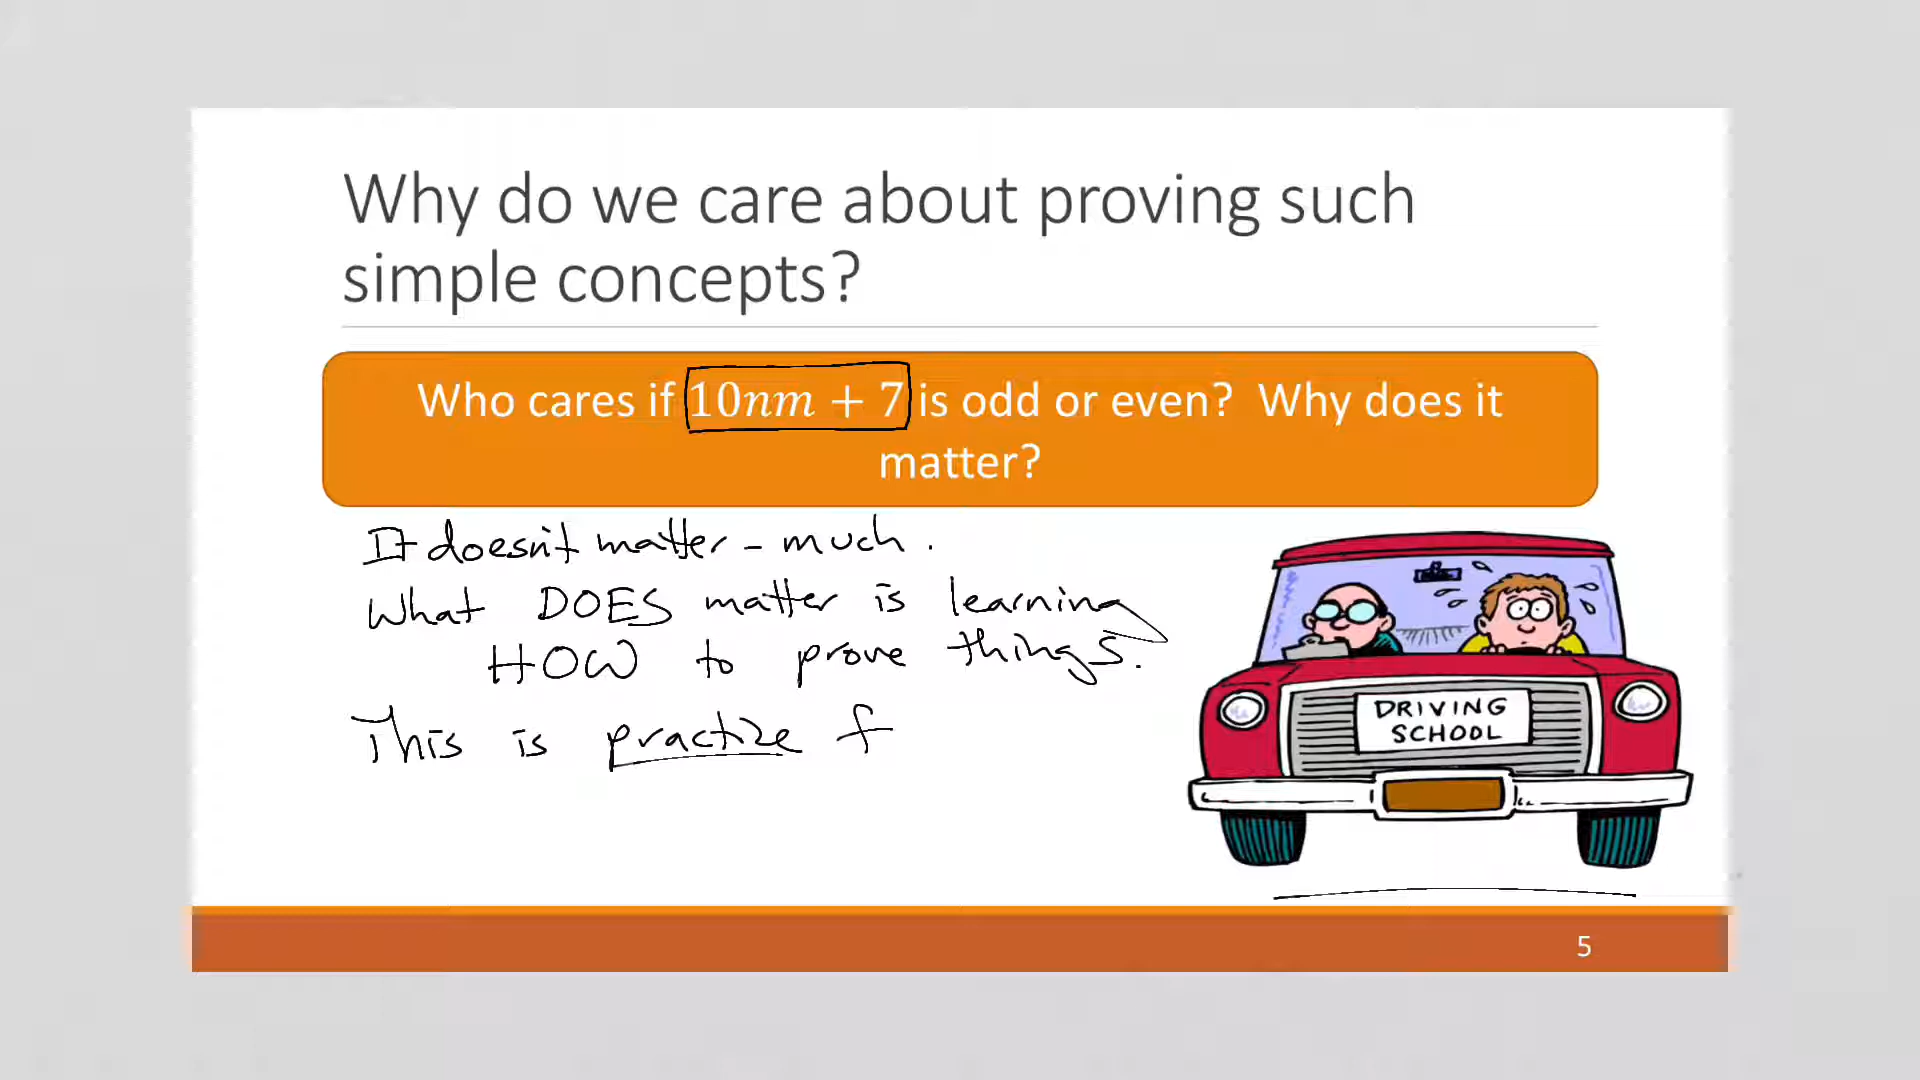 Why do we care about proving such
simple concepts?
Who cares if 10nm + 7 is odd or even? Why does it
matter?
It doesn't matter - much.
What DOES matter is learning
HOW to prove things.
This is practize f
DRIVING
SCHOOL
5